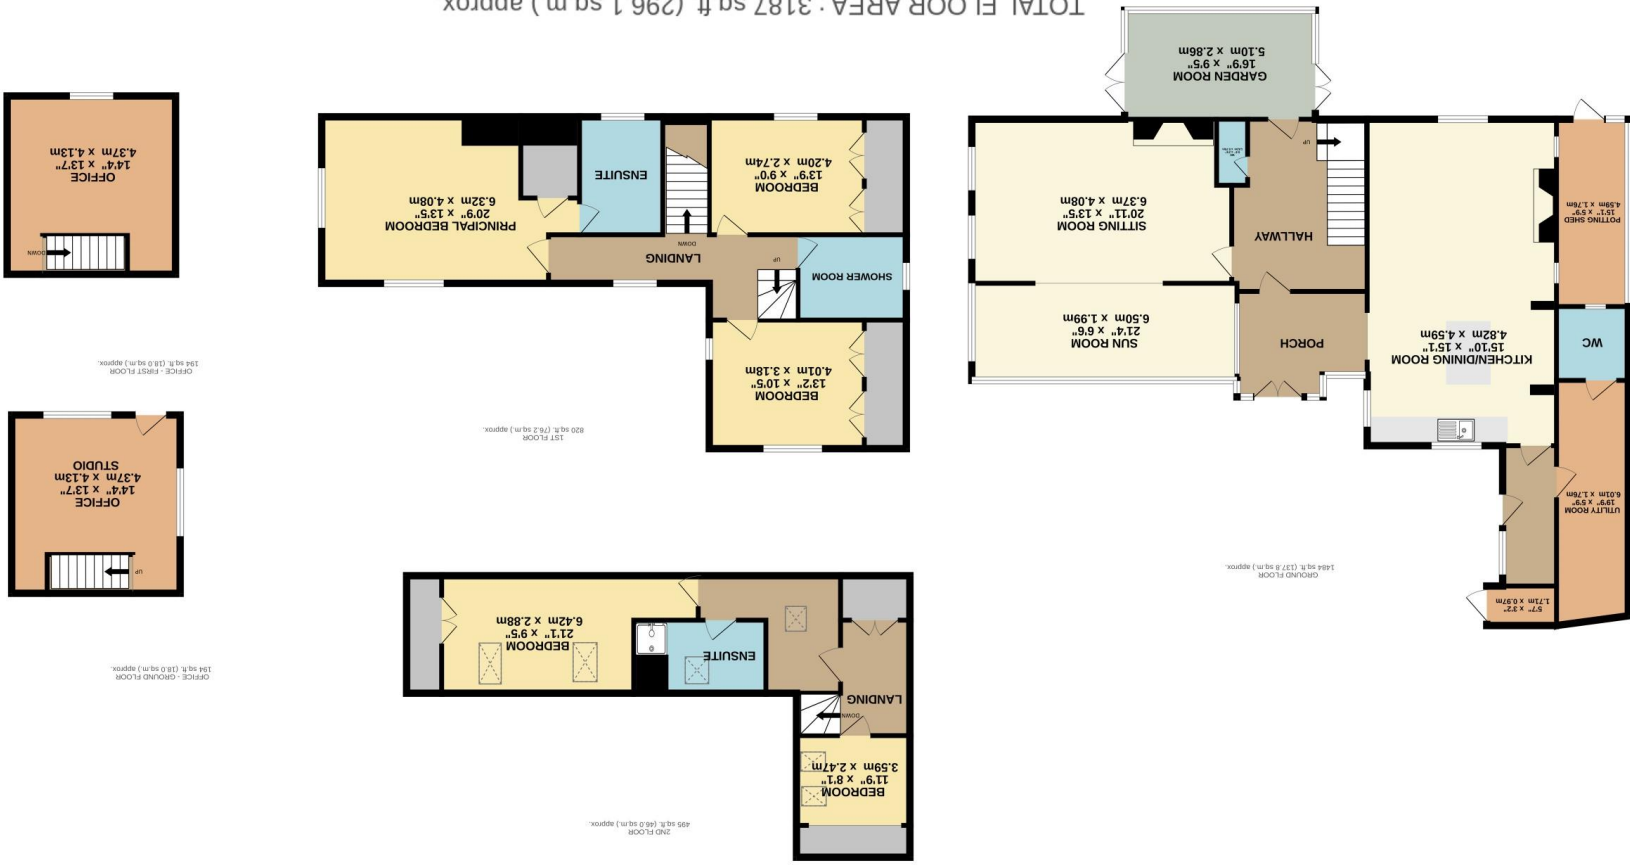 GROUND FLOOR
1484 sq.ft. (137.8 sq.m.) approx.
5'7" x 3'2"
1.71m x 0.97m
UTILITY ROOM
19'9" x 5'9"
6.01m x 1.76m
WC
KITCHEN/DINING ROOM
15'10" x 15'1"
4.82m x 4.59m
PORCH
SUN ROOM
21'4" x 6'6"
6.50m x 1.99m
POTTING SHED
15'1" x 5'9"
4.59m x 1.76m
HALLWAY
UP
SITTING ROOM
20'11" x 13'5"
6.37m x 4.08m
GARDEN ROOM
16'9" x 9'5"
5.10m x 2.86m
2ND FLOOR
495 sq.ft. (46.0 sq.m.) approx.
BEDROOM
11'9" x 8'1"
3.59m x 2.47m
DOWN
LANDING
ENSUITE
BEDROOM
21'1" x 9'5"
6.42m x 2.88m
1ST FLOOR
820 sq.ft. (76.2 sq.m.) approx.
BEDROOM
13'2" x 10'5"
4.01m x 3.18m
SHOWER ROOM
UP
LANDING
DOWN
BEDROOM
13'9" x 9'0"
4.20m x 2.74m
ENSUITE
PRINCIPAL BEDROOM
20'9" x 13'5"
6.32m x 4.08m
OFFICE - GROUND FLOOR
194 sq.ft. (18.0 sq.m.) approx.
UP
OFFICE
14'4" x 13'7"
4.37m x 4.13m
STUDIO
OFFICE - FIRST FLOOR
194 sq.ft. (18.0 sq.m.) approx.
DOWN
OFFICE
14'4" x 13'7"
4.37m x 4.13m
TOTAL FLOOR AREA : 3187 sq.ft. (296.1 sq.m.) approx